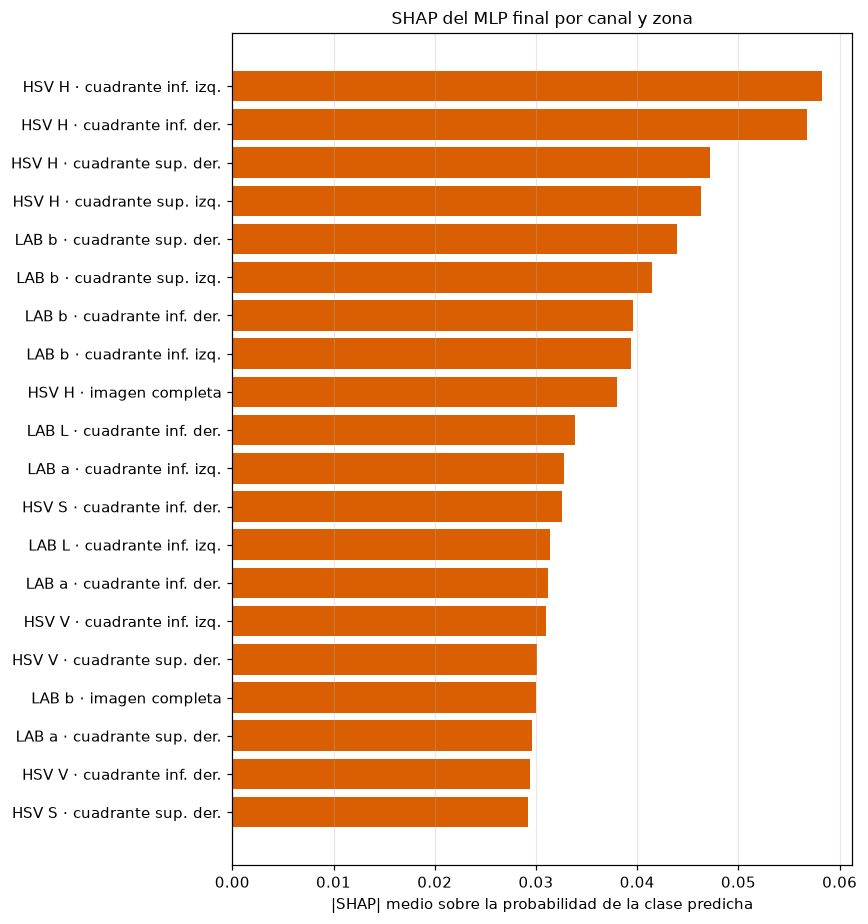 SHAP del MLP final por canal y zona
HSV H · cuadrante inf. izq.
HSV H · cuadrante inf. der.
HSV H · cuadrante sup. der.
HSV H · cuadrante sup. izq.
LAB b · cuadrante sup. der.
LAB b · cuadrante sup. izq.
LAB b · cuadrante inf. der.
LAB b · cuadrante inf. izq.
HSV H · imagen completa
LAB L · cuadrante inf. der.
LAB a · cuadrante inf. izq.
HSV S · cuadrante inf. der.
LAB L · cuadrante inf. izq.
LAB a · cuadrante inf. der.
HSV V · cuadrante inf. izq.
HSV V · cuadrante sup. der.
LAB b · imagen completa
LAB a · cuadrante sup. der.
HSV V · cuadrante inf. der.
HSV S · cuadrante sup. der.
0.00 0.01 0.02 0.03 0.04 0.05 0.06
|SHAP| medio sobre la probabilidad de la clase predicha